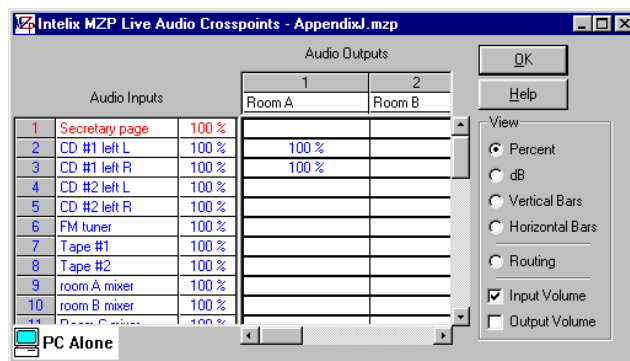 Intelix MZP Live Audio Crosspoints - AppendixJ.mzp
Audio Outputs
Audio Inputs
1 2
Room A Room B
1 Secretary page 100 %
2 CD #1 left L 100 % 100 %
3 CD #1 left R 100 % 100 %
4 CD #2 left L 100 %
5 CD #2 left R 100 %
6 FM tuner 100 %
7 Tape #1 100 %
8 Tape #2 100 %
9 room A mixer 100 %
10 room B mixer 100 %
11 Room C mixer 100 %
PC Alone
OK
Help
View
Percent
dB
Vertical Bars
Horizontal Bars
Routing
Input Volume
Output Volume